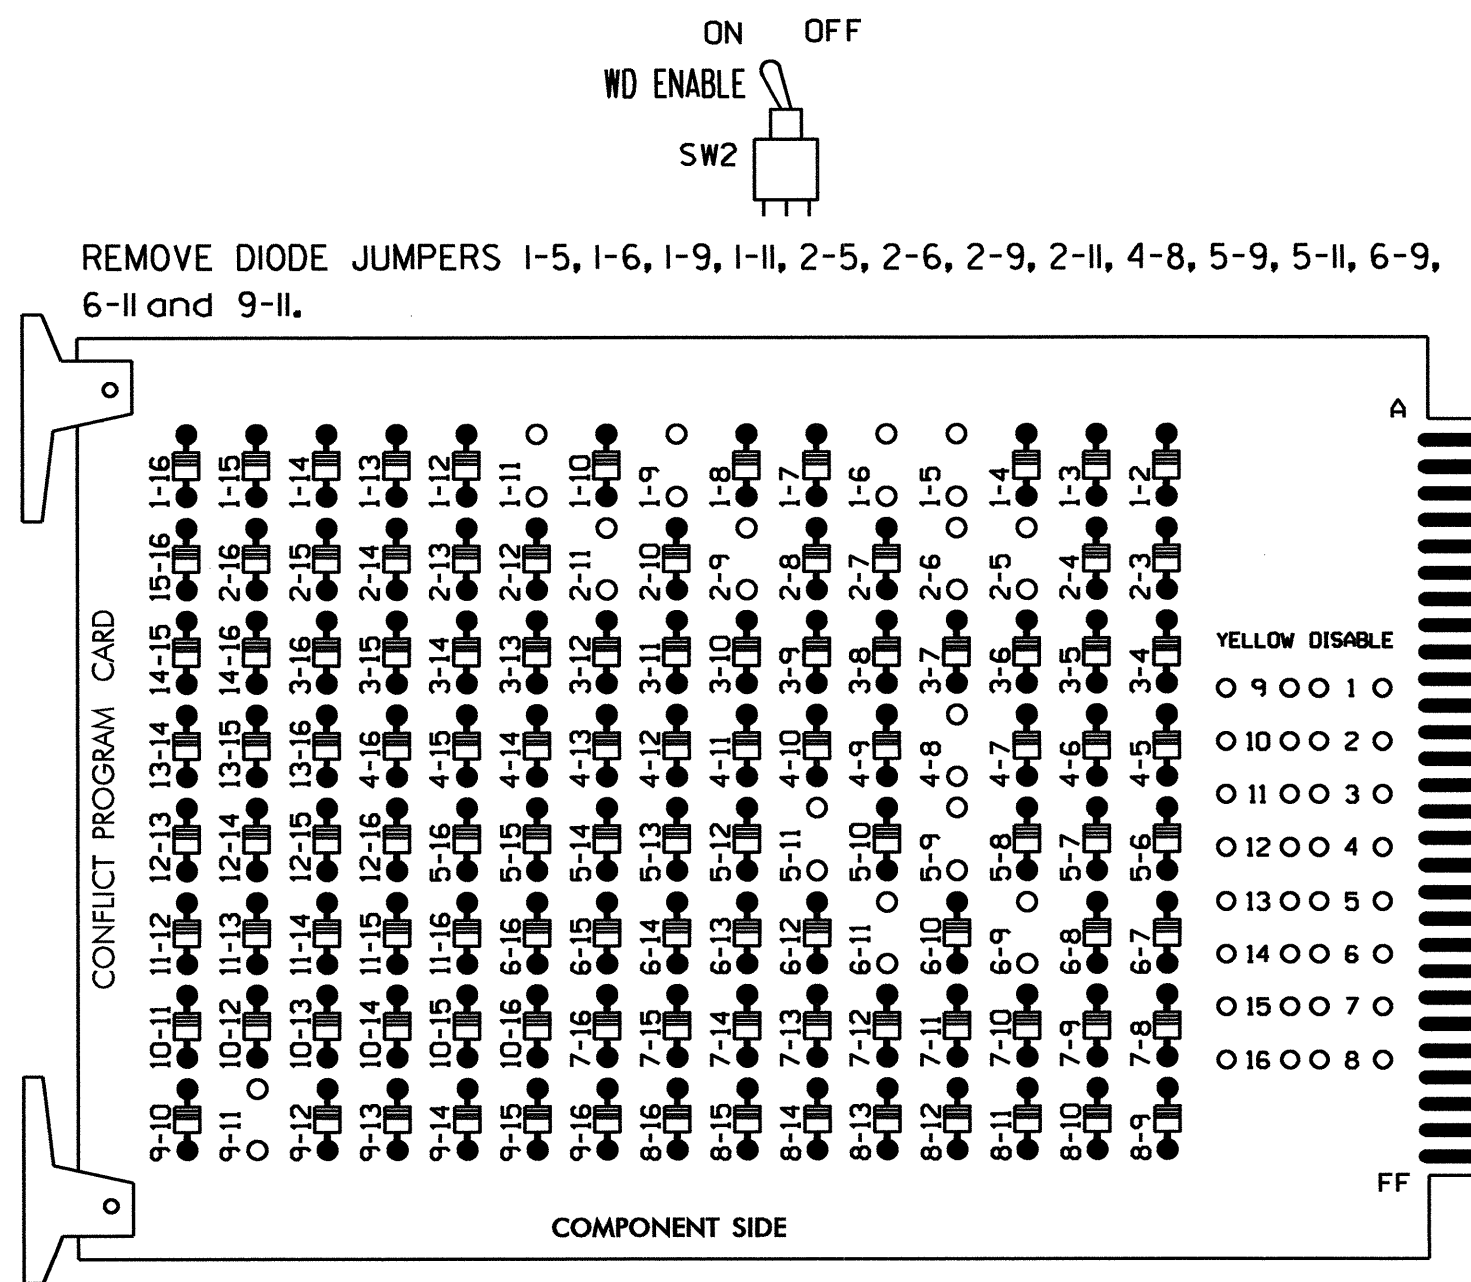 ON OFF
WD ENABLE
SW2
REMOVE DIODE JUMPERS 1-5, 1-6, 1-9, 1-11, 2-5, 2-6, 2-9, 2-11, 4-8, 5-9, 5-11, 6-9,
6-11 and 9-11.
A
1-16 1-15 1-14 1-13 1-12 1-11 1-10 1-9 1-8 1-7 1-6 1-5 1-4 1-3 1-2
15-16 2-16 2-15 2-14 2-13 2-12 2-11 2-10 2-9 2-8 2-7 2-6 2-5 2-4 2-3
14-15 14-16 3-16 3-15 3-14 3-13 3-12 3-11 3-10 3-9 3-8 3-7 3-6 3-5 3-4
13-14 13-15 13-16 4-16 4-15 4-14 4-13 4-12 4-11 4-10 4-9 4-8 4-7 4-6 4-5
12-13 12-14 12-15 12-16 5-16 5-15 5-14 5-13 5-12 5-11 5-10 5-9 5-8 5-7 5-6
11-12 11-13 11-14 11-15 11-16 6-16 6-15 6-14 6-13 6-12 6-11 6-10 6-9 6-8 6-7
10-11 10-12 10-13 10-14 10-15 10-16 7-16 7-15 7-14 7-13 7-12 7-11 7-10 7-9 7-8
9-10 9-11 9-12 9-13 9-14 9-15 9-16 8-16 8-15 8-14 8-13 8-12 8-11 8-10 8-9
CONFLICT PROGRAM CARD
YELLOW DISABLE
9 1
10 2
11 3
12 4
13 5
14 6
15 7
16 8
FF
COMPONENT SIDE